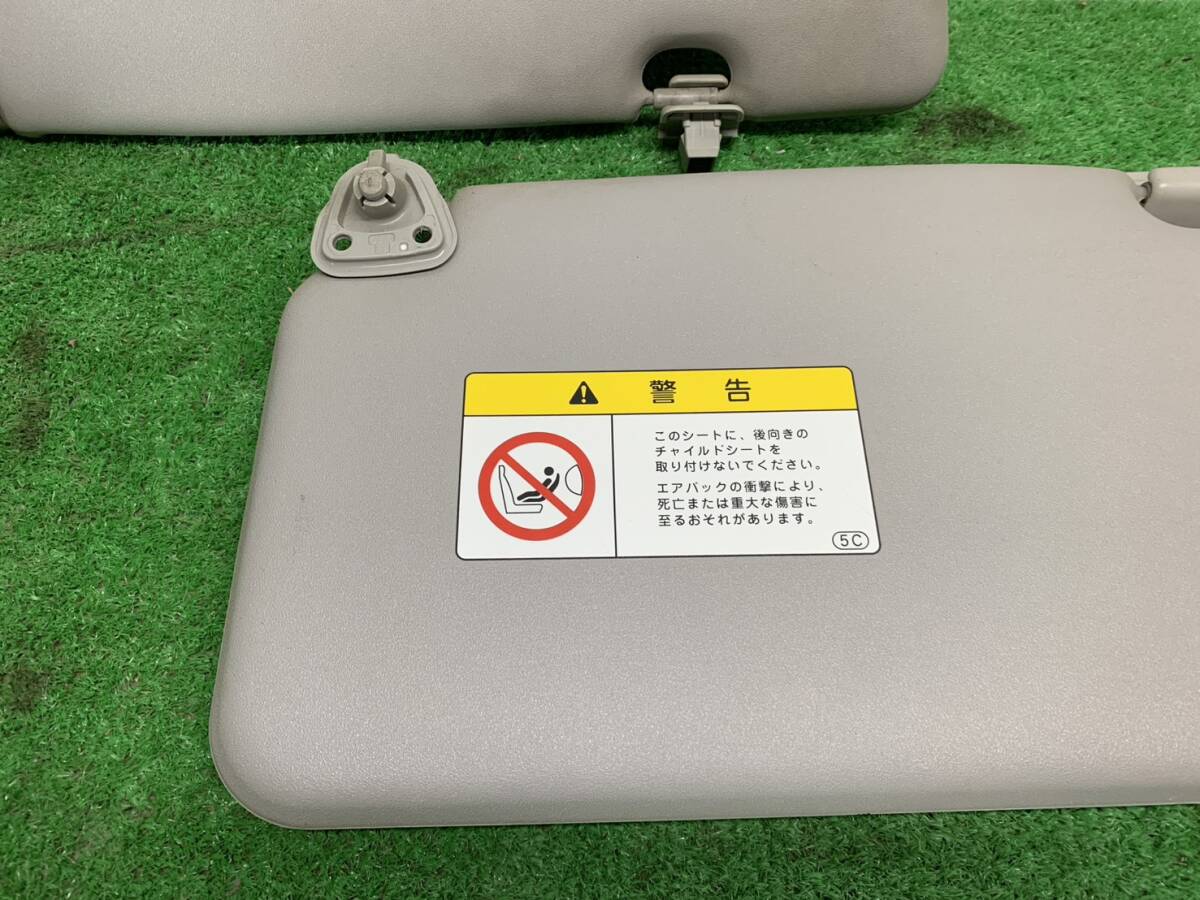 警告
このシートに、後向きの
チャイルドシートを
取り付けないでください。
エアバックの衝撃により、
死亡または重大な傷害に
至るおそれがあります。
5C